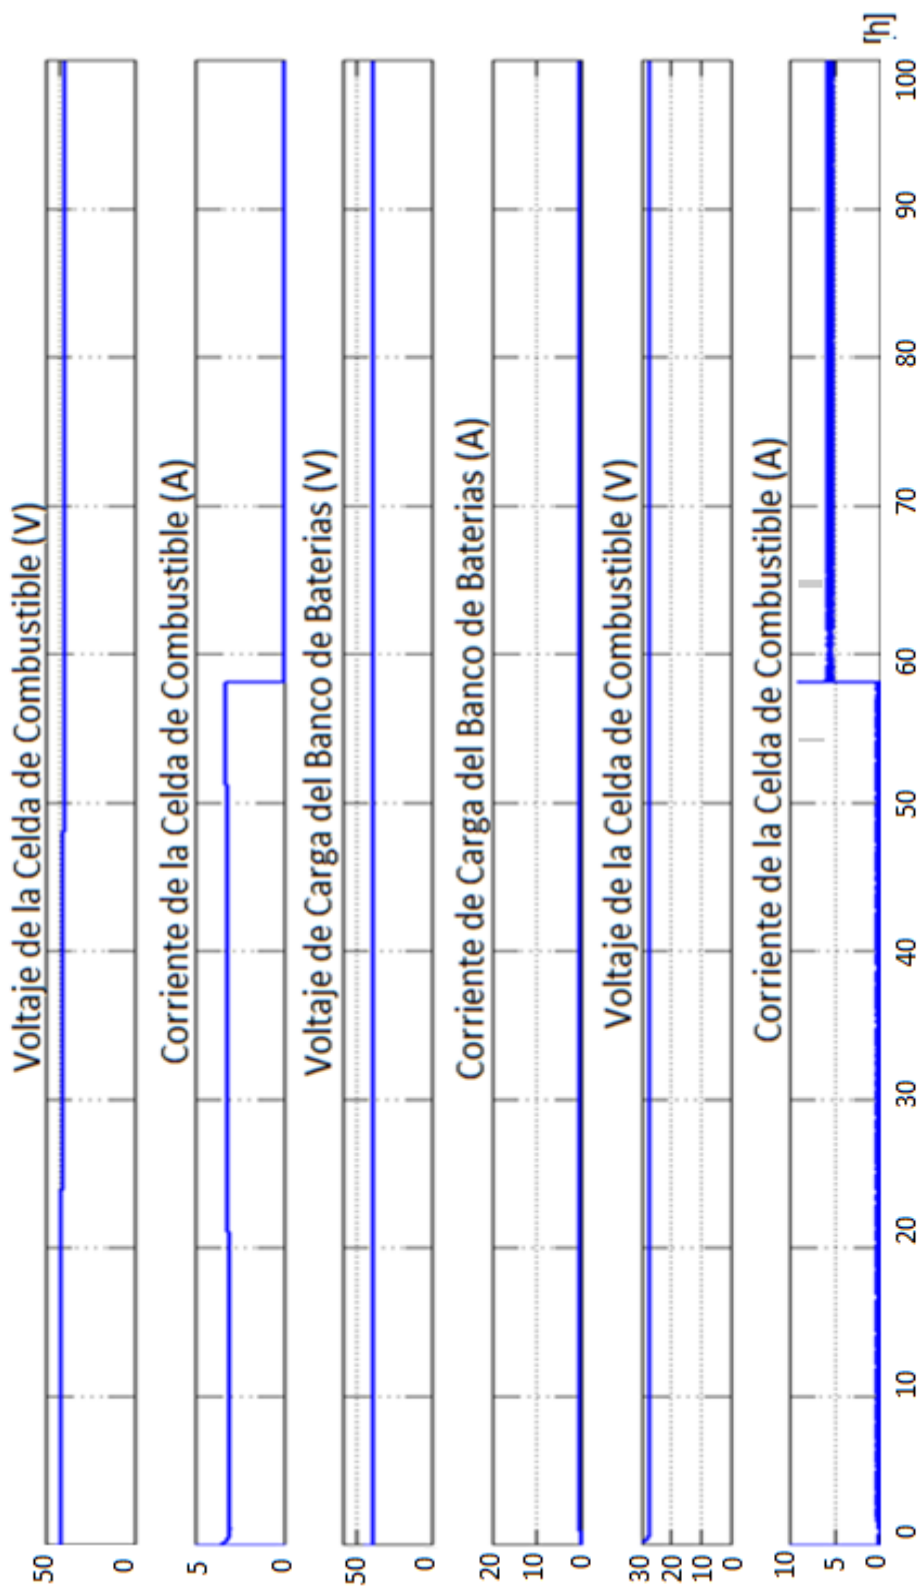 Voltaje de la Celda de Combustible (V)
50
0
Corriente de la Celda de Combustible (A)
5
0
Voltaje de Carga del Banco de Baterias (V)
50
0
Corriente de Carga del Banco de Baterias (A)
20
10
0
Voltaje de la Celda de Combustible (V)
30
20
10
0
Corriente de la Celda de Combustible (A)
10
5
0
0 10 20 30 40 50 60 70 80 90 100
[h]